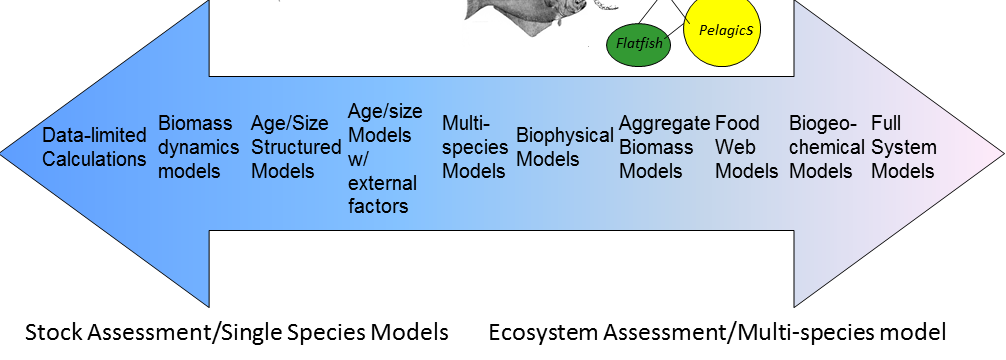 Flatfish
Pelagics
Data-limited
Calculations
Biomass
dynamics
models
Age/Size
Structured
Models
Age/size
Models
w/
external
factors
Multi-
species
Models
Biophysical
Models
Aggregate
Biomass
Models
Food
Web
Models
Biogeo-
chemical
Models
Full
System
Models
Stock Assessment/Single Species Models
Ecosystem Assessment/Multi-species model